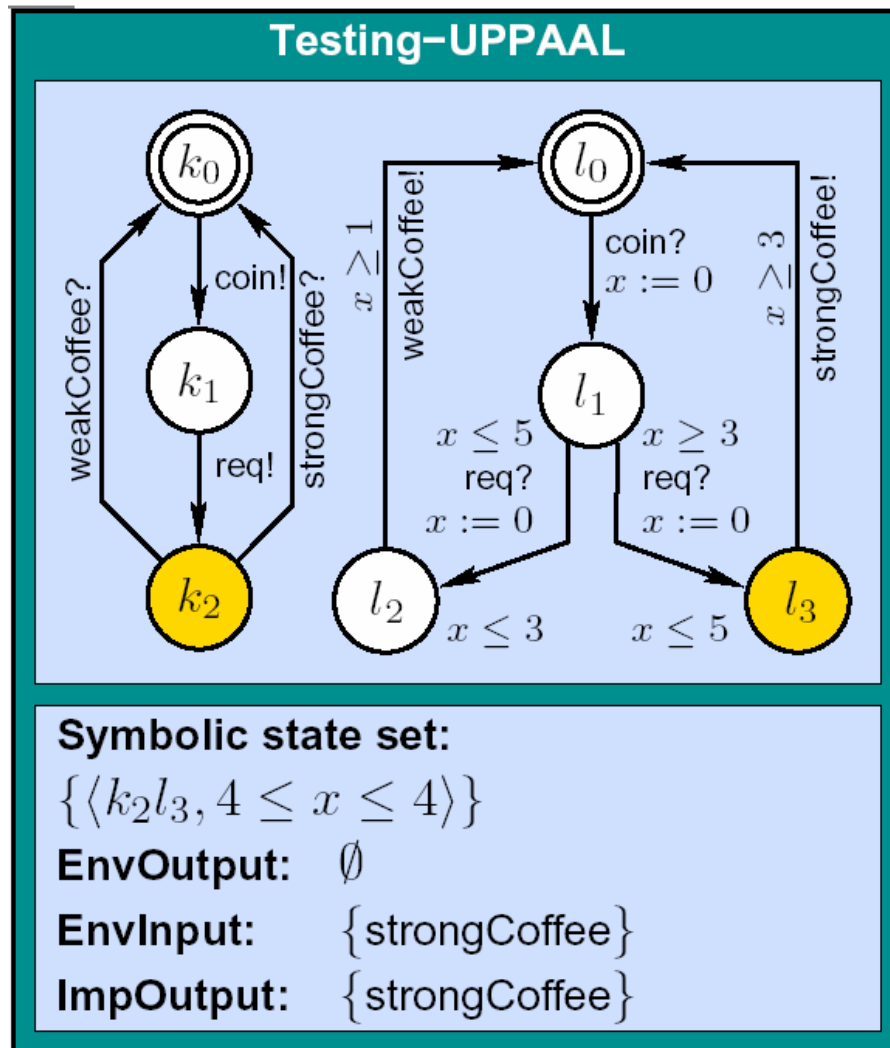 Testing-UPPAAL
k₀
coin!
k₁
req!
k₂
weakCoffee?
strongCoffee?
l₀
coin?
x := 0
l₁
x ≤ 5
req?
x := 0
x ≥ 3
req?
x := 0
l₂
x ≤ 3
x ≤ 5
l₃
x ≥ 1
weakCoffee!
x ≥ 3
strongCoffee!
Symbolic state set:
{⟨k₂l₃, 4 ≤ x ≤ 4⟩}
EnvOutput: ∅
EnvInput: {strongCoffee}
ImpOutput: {strongCoffee}